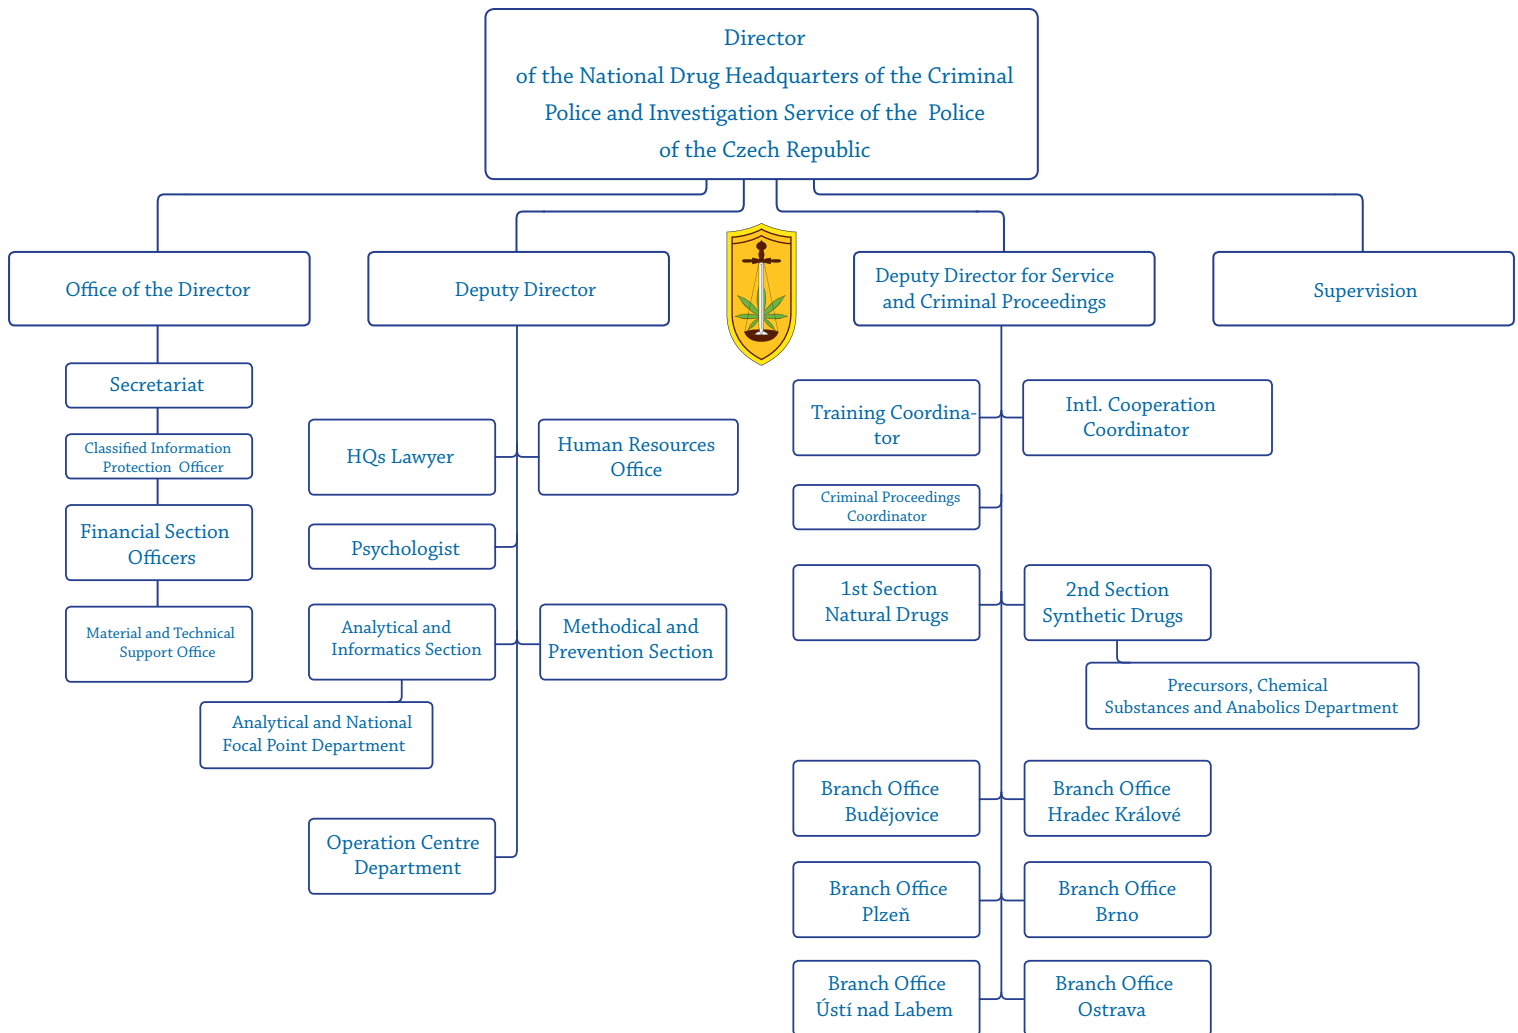 Director
of the National Drug Headquarters of the Criminal
Police and Investigation Service of the Police
of the Czech Republic
Office of the Director
Deputy Director
Deputy Director for Service
and Criminal Proceedings
Supervision
Secretariat
Classified Information
Protection Officer
Financial Section
Officers
Material and Technical
Support Office
HQs Lawyer
Human Resources
Office
Psychologist
Analytical and
Informatics Section
Methodical and
Prevention Section
Analytical and National
Focal Point Department
Operation Centre
Department
Training Coordina-
tor
Intl. Cooperation
Coordinator
Criminal Proceedings
Coordinator
1st Section
Natural Drugs
2nd Section
Synthetic Drugs
Precursors, Chemical
Substances and Anabolics Department
Branch Office
Budějovice
Branch Office
Hradec Králové
Branch Office
Plzeň
Branch Office
Brno
Branch Office
Ústí nad Labem
Branch Office
Ostrava